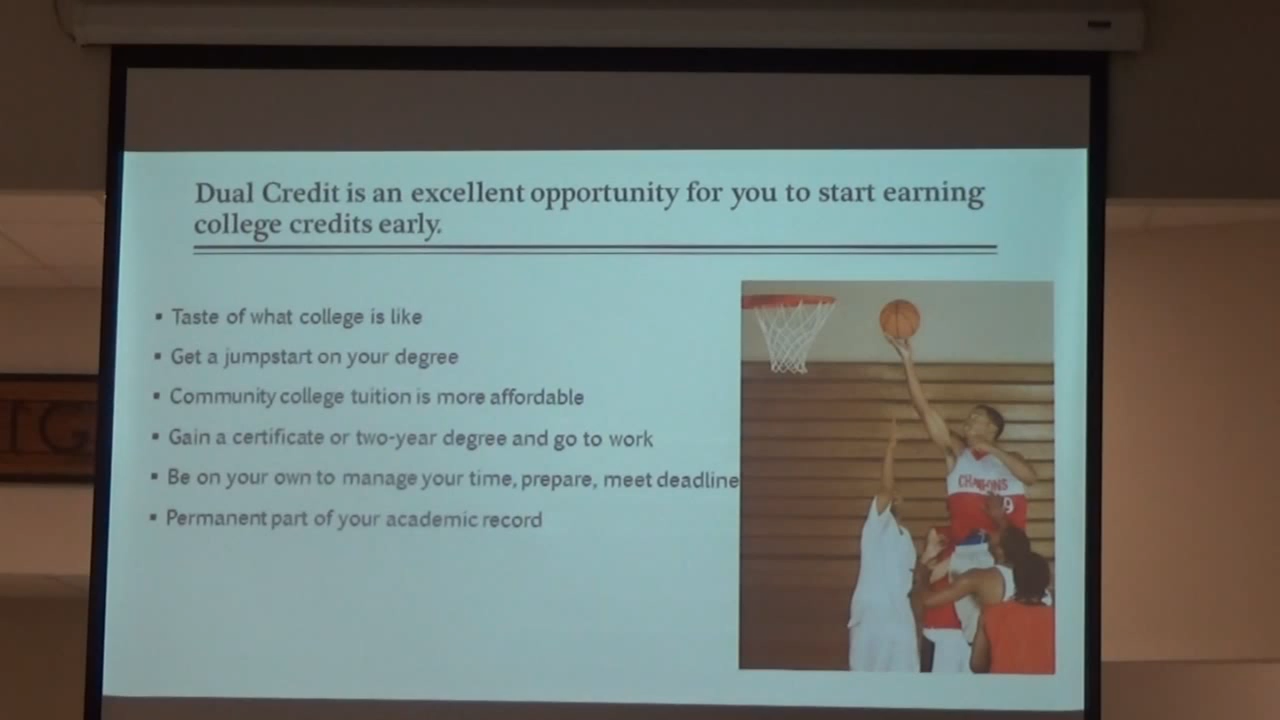 Dual Credit is an excellent opportunity for you to start earning
college credits early.
▪ Taste of what college is like
▪ Get a jumpstart on your degree
▪ Community college tuition is more affordable
▪ Gain a certificate or two-year degree and go to work
▪ Be on your own to manage your time, prepare, meet deadline
▪ Permanent part of your academic record
9